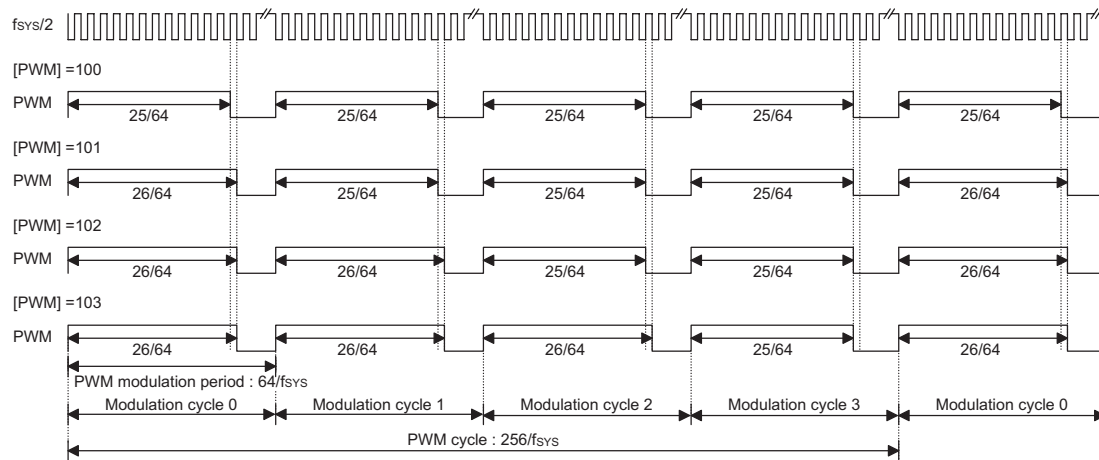 fSYS/2
[PWM] =100
PWM
25/64 25/64 25/64 25/64 25/64
[PWM] =101
PWM
26/64 25/64 25/64 25/64 26/64
[PWM] =102
PWM
26/64 26/64 25/64 25/64 26/64
[PWM] =103
PWM
26/64 26/64 26/64 25/64 26/64
PWM modulation period : 64/fSYS
Modulation cycle 0 Modulation cycle 1 Modulation cycle 2 Modulation cycle 3 Modulation cycle 0
PWM cycle : 256/fSYS